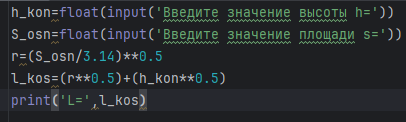 h_kon=float(input('Введите значение высоты h='))
S_osn=float(input('Введите значение площади s='))
r=(S_osn/3.14)**0.5
l_kos=(r**0.5)+(h_kon**0.5)
print('L=',l_kos)